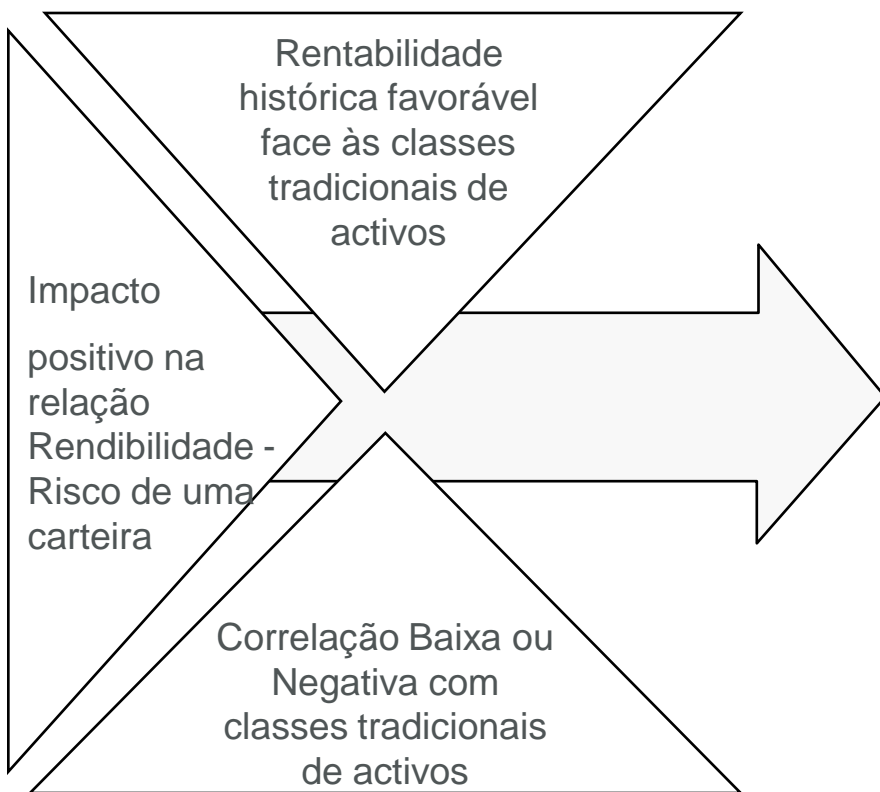 Rentabilidade
histórica favorável
face às classes
tradicionais de
activos
Impacto
positivo na
relação
Rendibilidade -
Risco de uma
carteira
Correlação Baixa ou
Negativa com
classes tradicionais
de activos